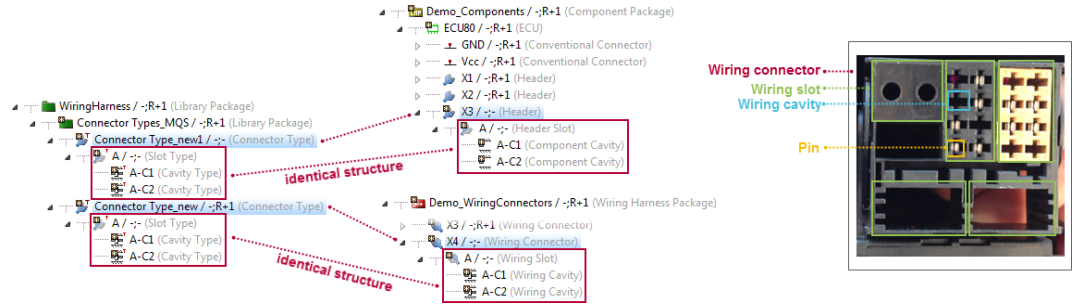 WiringHarness / -;R+1 (Library Package)
Connector Types_MQS / -;R+1 (Library Package)
Connector Type_new1 / -;- (Connector Type)
A / -;- (Slot Type)
A-C1 (Cavity Type)
A-C2 (Cavity Type)
Connector Type_new / -;R+1 (Connector Type)
A / -;- (Slot Type)
A-C1 (Cavity Type)
A-C2 (Cavity Type)
identical structure
identical structure
Demo_Components / -;R+1 (Component Package)
ECU80 / -;R+1 (ECU)
GND / -;R+1 (Conventional Connector)
Vcc / -;R+1 (Conventional Connector)
X1 / -;R+1 (Header)
X2 / -;R+1 (Header)
X3 / -;- (Header)
A / -;- (Header Slot)
A-C1 (Component Cavity)
A-C2 (Component Cavity)
Demo_WiringConnectors / -;R+1 (Wiring Harness Package)
X3 / -;R+1 (Wiring Connector)
X4 / -;- (Wiring Connector)
A / -;- (Wiring Slot)
A-C1 (Wiring Cavity)
A-C2 (Wiring Cavity)
Wiring connector
Wiring slot
Wiring cavity
Pin